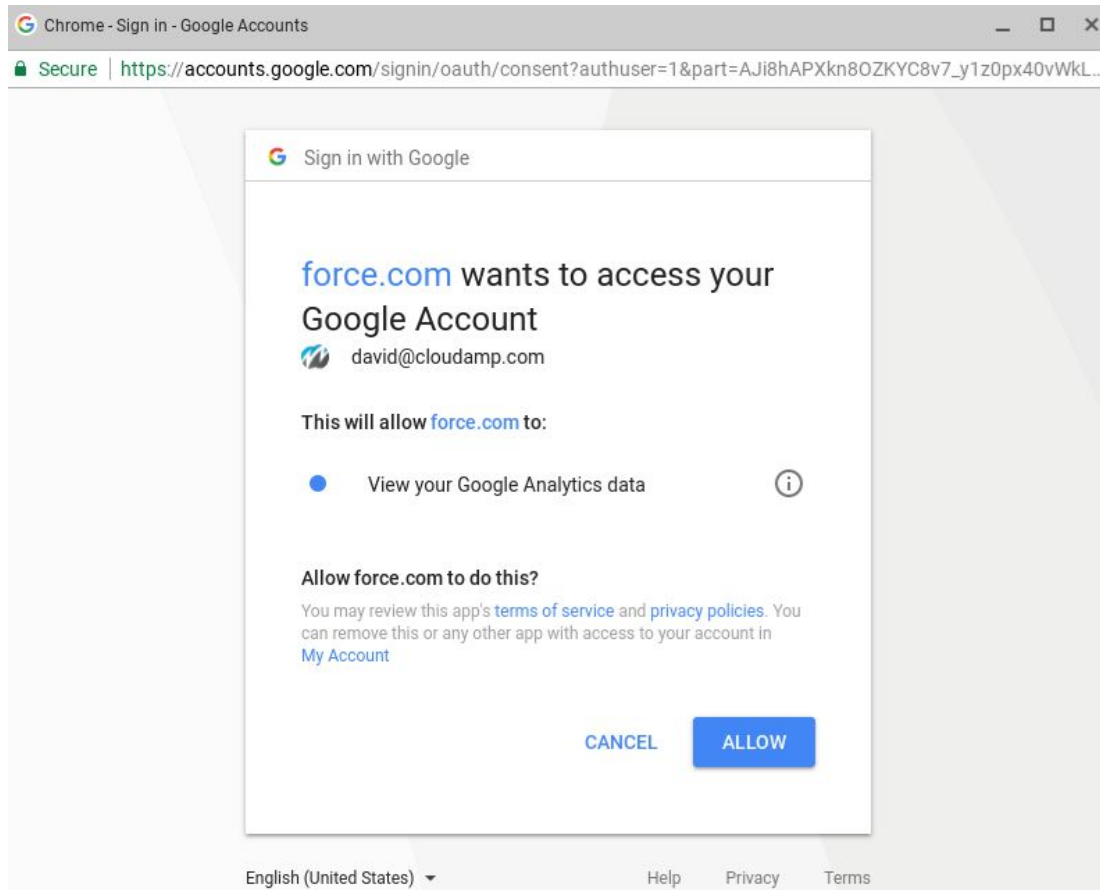 Chrome - Sign in - Google Accounts
Secure | https://accounts.google.com/signin/oauth/consent?authuser=1&part=AJi8hAPXkn8OZKYC8v7_y1z0px40vWkL...
Sign in with Google
force.com wants to access your
Google Account
david@cloudamp.com
This will allow force.com to:
View your Google Analytics data
Allow force.com to do this?
You may review this app's terms of service and privacy policies. You
can remove this or any other app with access to your account in
My Account
CANCEL ALLOW
English (United States) Help Privacy Terms